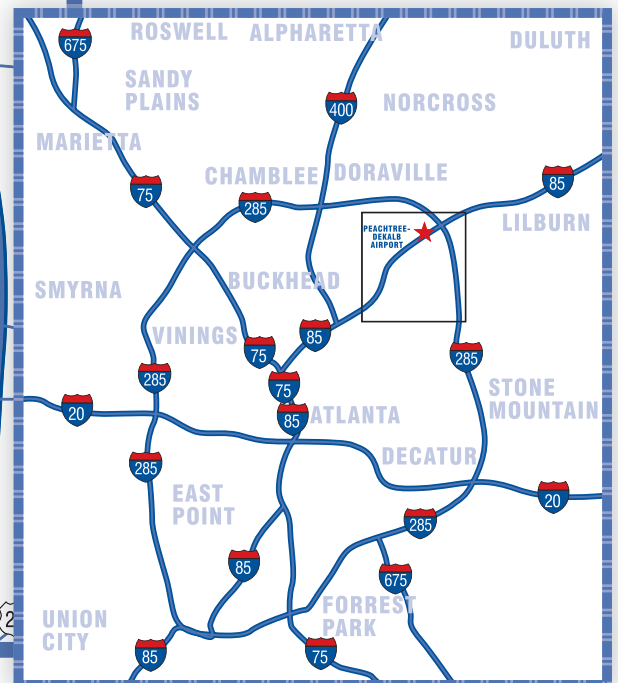 ROSWELL
ALPHARETTA
675
DULUTH
SANDY
PLAINS
400
NORCROSS
MARIETTA
CHAMBLEE
DORAVILLE
85
75
285
LILBURN
PEACHTREE-
DEKALB
AIRPORT
BUCKHEAD
SMYRNA
VININGS
85
75
285
285
75
STONE
MOUNTAIN
20
85
ATLANTA
DECATUR
285
EAST
POINT
20
285
85
675
FORREST
PARK
UNION
CITY
2
85
75